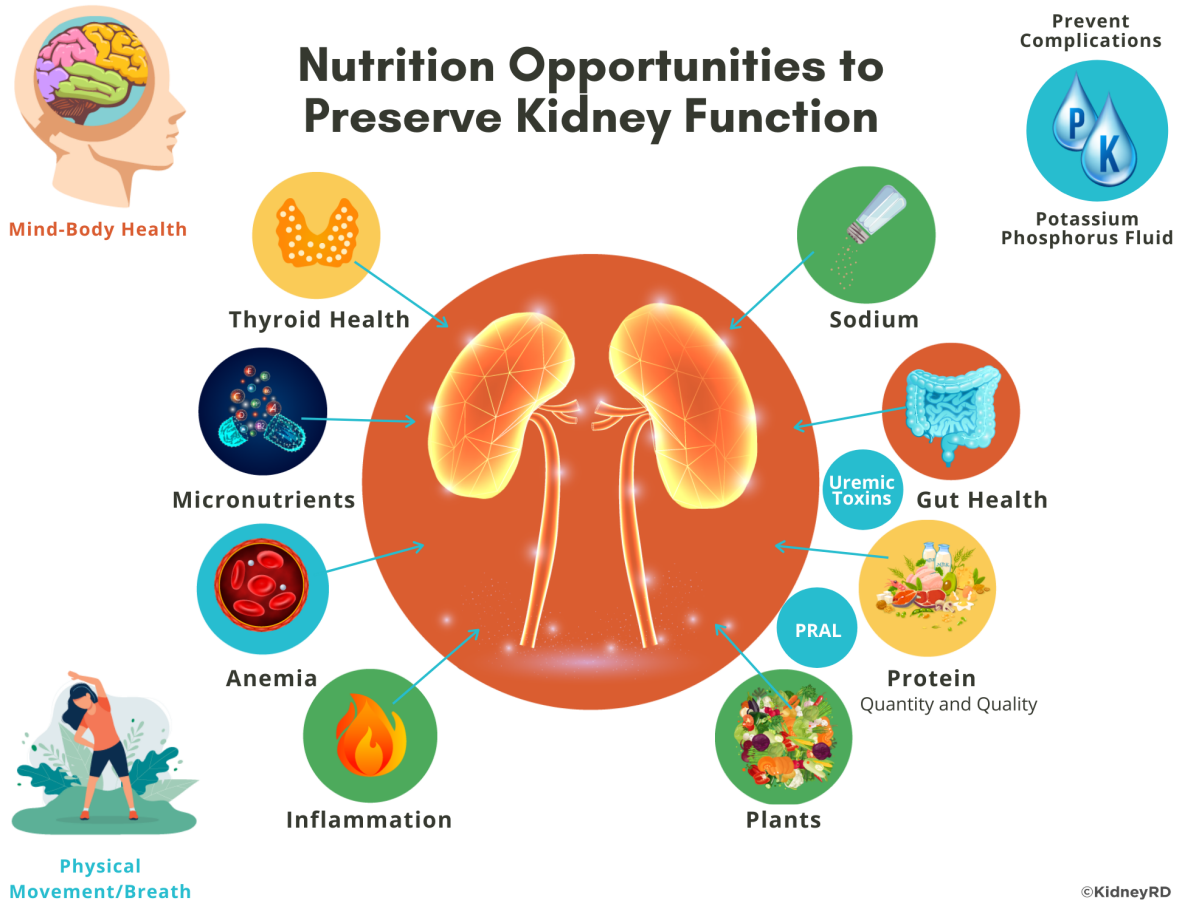 Nutrition Opportunities to
Preserve Kidney Function
Prevent
Complications
P
K
Potassium
Phosphorus Fluid
Mind-Body Health
Thyroid Health
Sodium
Micronutrients
Uremic
Toxins
Gut Health
Anemia
PRAL
Protein
Quantity and Quality
Inflammation
Plants
Physical
Movement/Breath
©KidneyRD